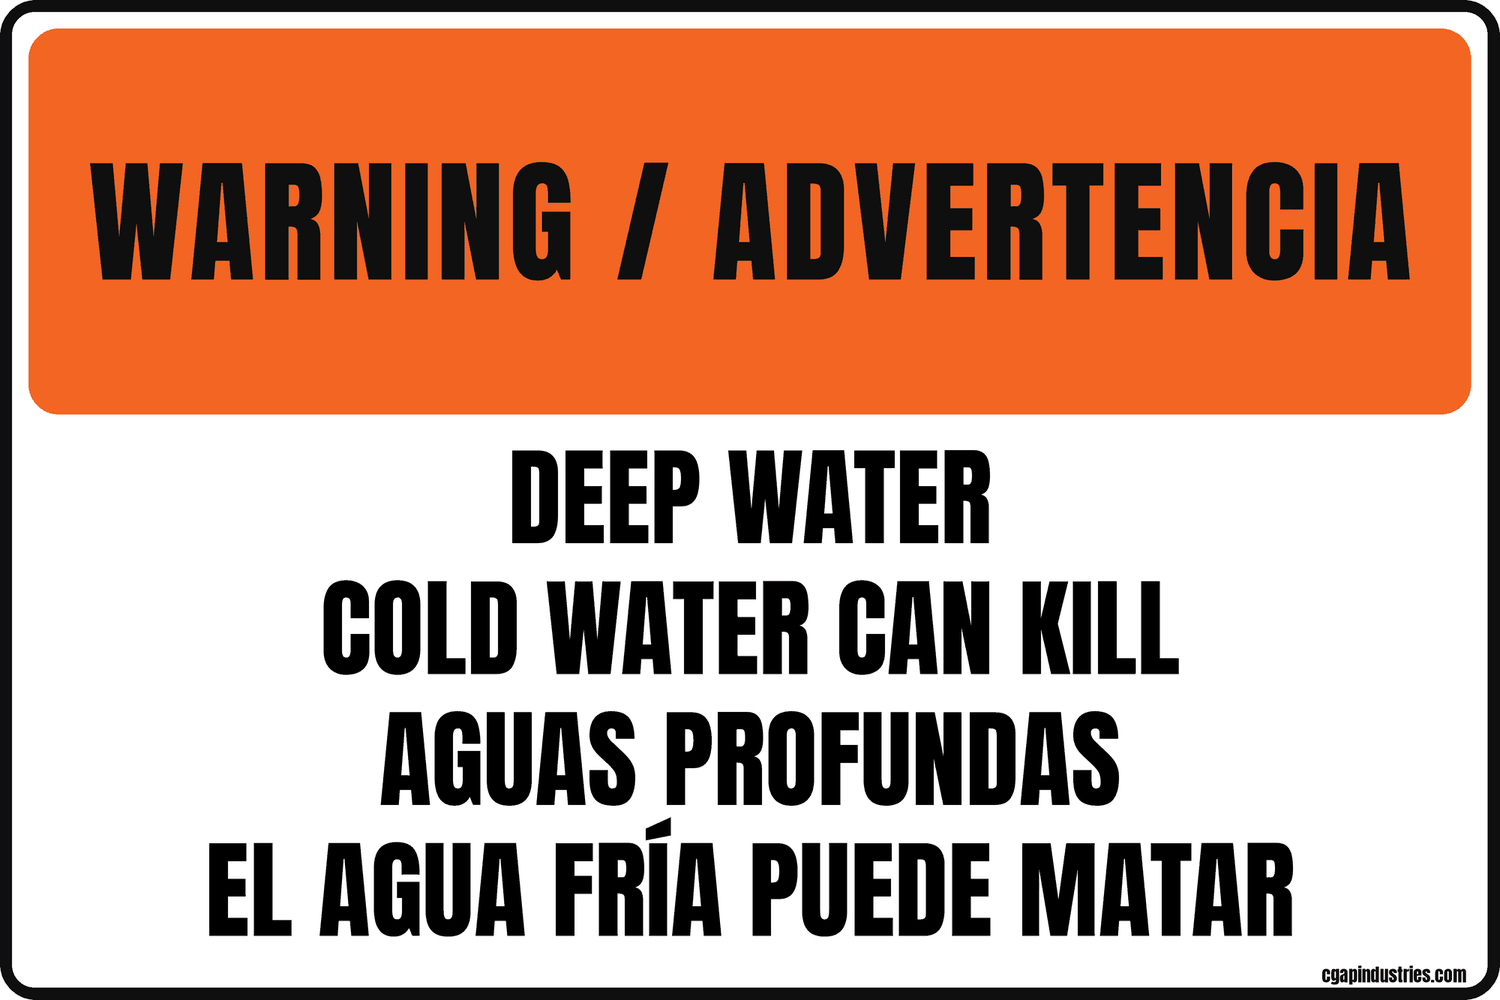 WARNING / ADVERTENCIA
DEEP WATER
COLD WATER CAN KILL
AGUAS PROFUNDAS
EL AGUA FRÍA PUEDE MATAR
cgapindustries.com